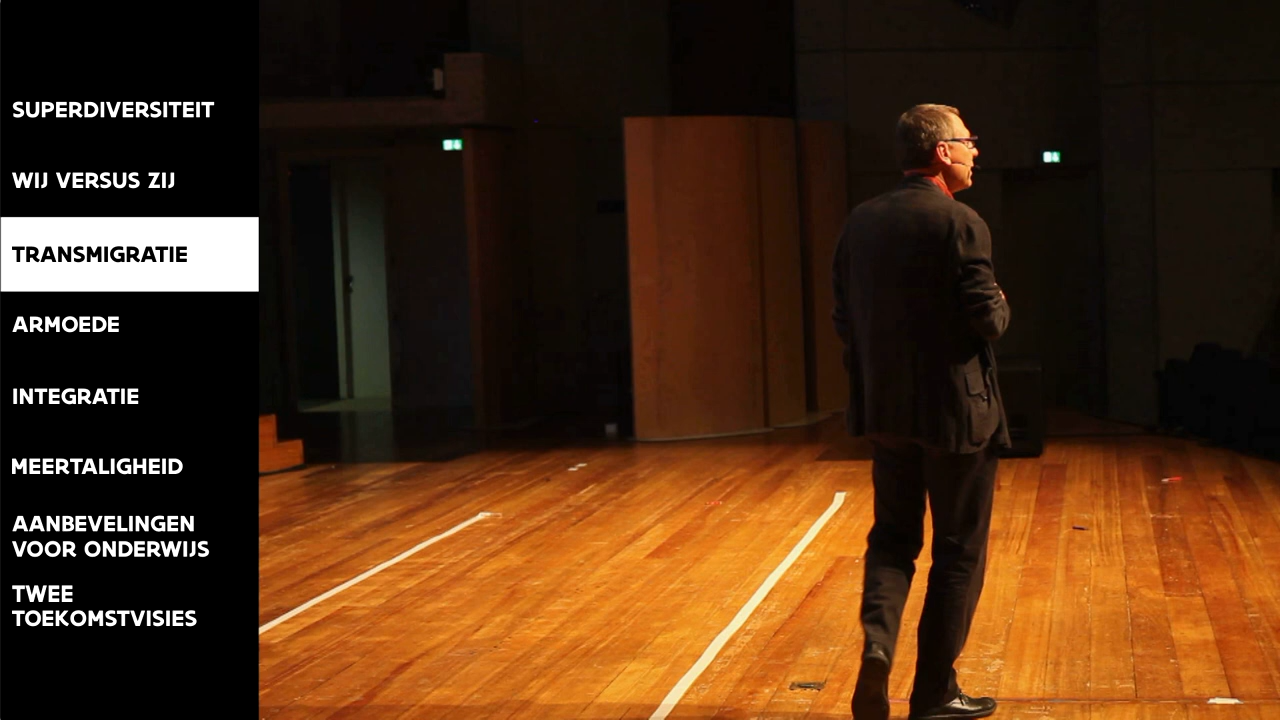 SUPERDIVERSITEIT
WIJ VERSUS ZIJ
TRANSMIGRATIE
ARMOEDE
INTEGRATIE
MEERTALIGHEID
AANBEVELINGEN
VOOR ONDERWIJS
TWEE
TOEKOMSTVISIES